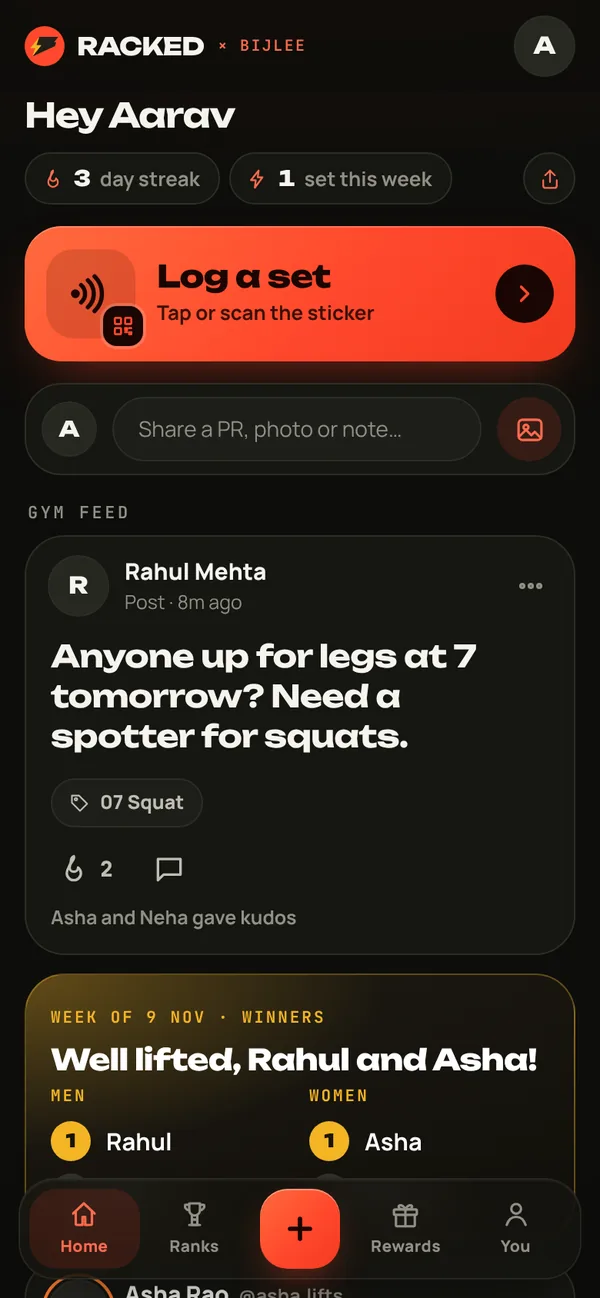 RACKED × BIJLEE
A
Hey Aarav
3 day streak
1 set this week
Log a set
Tap or scan the sticker
A
Share a PR, photo or note...
GYM FEED
R
Rahul Mehta
Post · 8m ago
Anyone up for legs at 7
tomorrow? Need a
spotter for squats.
07 Squat
2
Asha and Neha gave kudos
WEEK OF 9 NOV · WINNERS
Well lifted, Rahul and Asha!
MEN
WOMEN
1 Rahul
1 Asha
Home
Ranks
Rewards
You
Asha Rao @asha.lifts